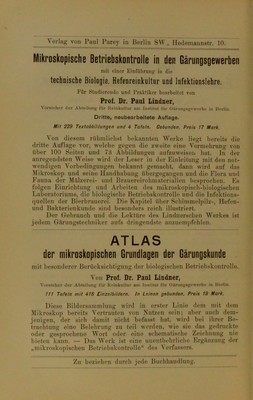 Verlag von Paul Parey in Berlin SW., Hedemannstr. 10.
Mikroskopische Betriebskontrolle in den Gärungsgewerben
mit einer Einführung in die
technische Biologie, Hefenreinkultur und Infektionslehre.
Für Studierende und Praktiker bearbeitet von
Prof. Dr. Paul Lindner,
Vorsteher der Abteilung für Reinkultur am Institut für Gärungsgewerbe in Berlin.
Dritte, neubearbeitete Auflage.
Mit 229 Textabbildungen und 4 Tafeln. Gebunden, Preis 17 Mark.
Von diesem rühmlichst bekannten Werke liegt bereits die
dritte Auflage vor, welche gegen die zweite eine Vermehrung von
über 100 Seiten und 73 Abbildungen aufzuweisen hat. In der
anregendsten Weise wird der Leser in die Einleitung mit den not-
wendigen Vorbedingungen bekannt gemacht, dann wird auf das
Mikroskop und seine Handhabung übergegangen und die Flora und
Fauna der Mälzerei- und Brauereirohmaterialien besprochen. Es
folgen Einrichtung und Arbeiten des mikroskopisch-biologischen
Laboratoriums, die biologische Betriebskontrolle und die Infektions-
quellen der Bierbrauerei. Die Kapitel über Schimmelpilz-, Hefen-
und Bakterienkunde sind besonders reich illustriert.
Der Gebrauch und die Lektüre des Lindnerschen Werkes ist
jedem Gärungstechniker aufs dringendste anzuempfehlen.
ATLAS
der mikroskopischen Grundlagen der Gärungskunde
mit besonderer Berücksichtigung der biologischen Betriebskontrolle.
Von Prof. Dr. Paul Lindner,
Vorsteher der Abteilung für Reinkultur am Institut für Gärungsgewerbe in Berlin.
111 Tafeln mit 418 Einzelbildern. In Leinen gebunden, Preis 19 Mark.
Diese Bildersammlung wird in erster Linie dem mit dem
Mikroskop bereits Vertrauten von Nutzen sein; aber auch dem-
jenigen, der sich damit nicht befasst hat, wird bei ihrer Be-
trachtung eine Belehrung zu teil werden, wie sie das gedruckte
oder gesprochene Wort oder eine schematische Zeichnung nie
bieten kann. — Das Werk ist eine unentbehrliche Ergänzung der
„mikroskopischen Betriebskontrolle“ des Verfassers.
Zu beziehen durch jede Buchhandlung.